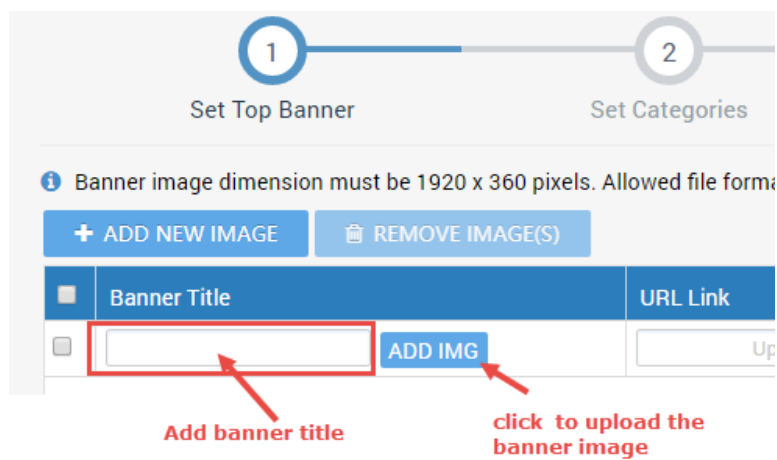 1
2
Set Top Banner
Set Categories
Banner image dimension must be 1920 x 360 pixels. Allowed file forma
+ ADD NEW IMAGE
REMOVE IMAGE(S)
Banner Title
URL Link
ADD IMG
Up
Add banner title
click to upload the
banner image